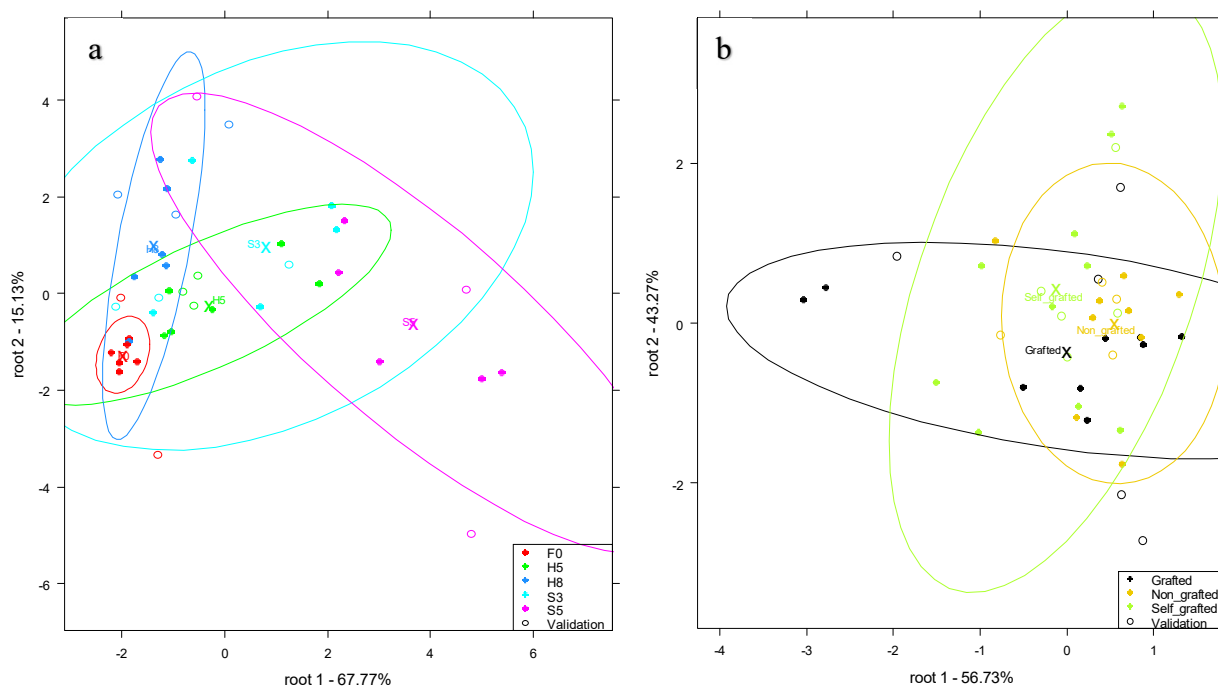 a
4
2
0
-2
-4
-6
root 2 - 15.13%
H5
S3
F0
H5
H8
S3
S5
Validation
-2
0
2
4
6
root 1 - 67.77%
b
2
0
-2
root 2 - 43.27%
Self_grafted
Non_grafted
Grafted
Grafted
Non_grafted
Self_grafted
Validation
-4
-3
-2
-1
0
1
root 1 - 56.73%